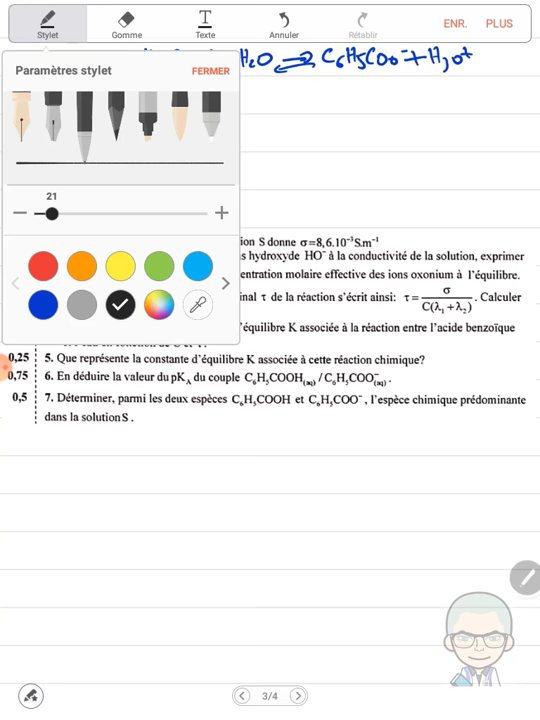 Stylet
Gomme
Texte
Annuler
Rétablir
ENR.
PLUS
H₂O ⇌ C₆H₅COO⁻ + H₃O⁺
Paramètres stylet
FERMER
21
ion S donne σ=8,6.10⁻³S.m⁻¹
s hydroxyde HO⁻ à la conductivité de la solution, exprimer
entration molaire effective des ions oxonium à l'équilibre.
inal τ de la réaction s'écrit ainsi: τ = σ / C(λ₁+λ₂) . Calculer
'équilibre K associée à la réaction entre l'acide benzoïque
0,25 5. Que représente la constante d'équilibre K associée à cette réaction chimique?
0,75 6. En déduire la valeur du pK_A du couple C₆H₅COOH(aq) / C₆H₅COO⁻(aq).
0,5 7. Déterminer, parmi les deux espèces C₆H₅COOH et C₆H₅COO⁻, l'espèce chimique prédominante
dans la solution S.
3/4